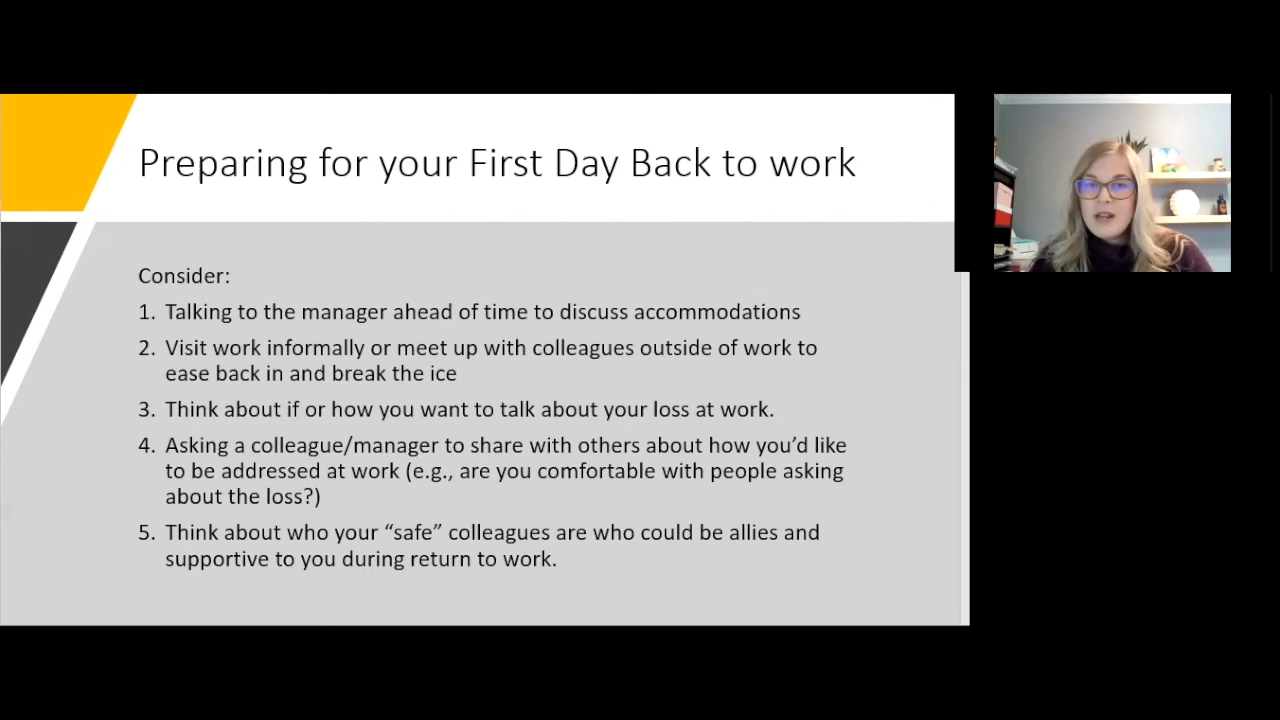 Preparing for your First Day Back to work
Consider:
1. Talking to the manager ahead of time to discuss accommodations
2. Visit work informally or meet up with colleagues outside of work to
ease back in and break the ice
3. Think about if or how you want to talk about your loss at work.
4. Asking a colleague/manager to share with others about how you’d like
to be addressed at work (e.g., are you comfortable with people asking
about the loss?)
5. Think about who your “safe” colleagues are who could be allies and
supportive to you during return to work.